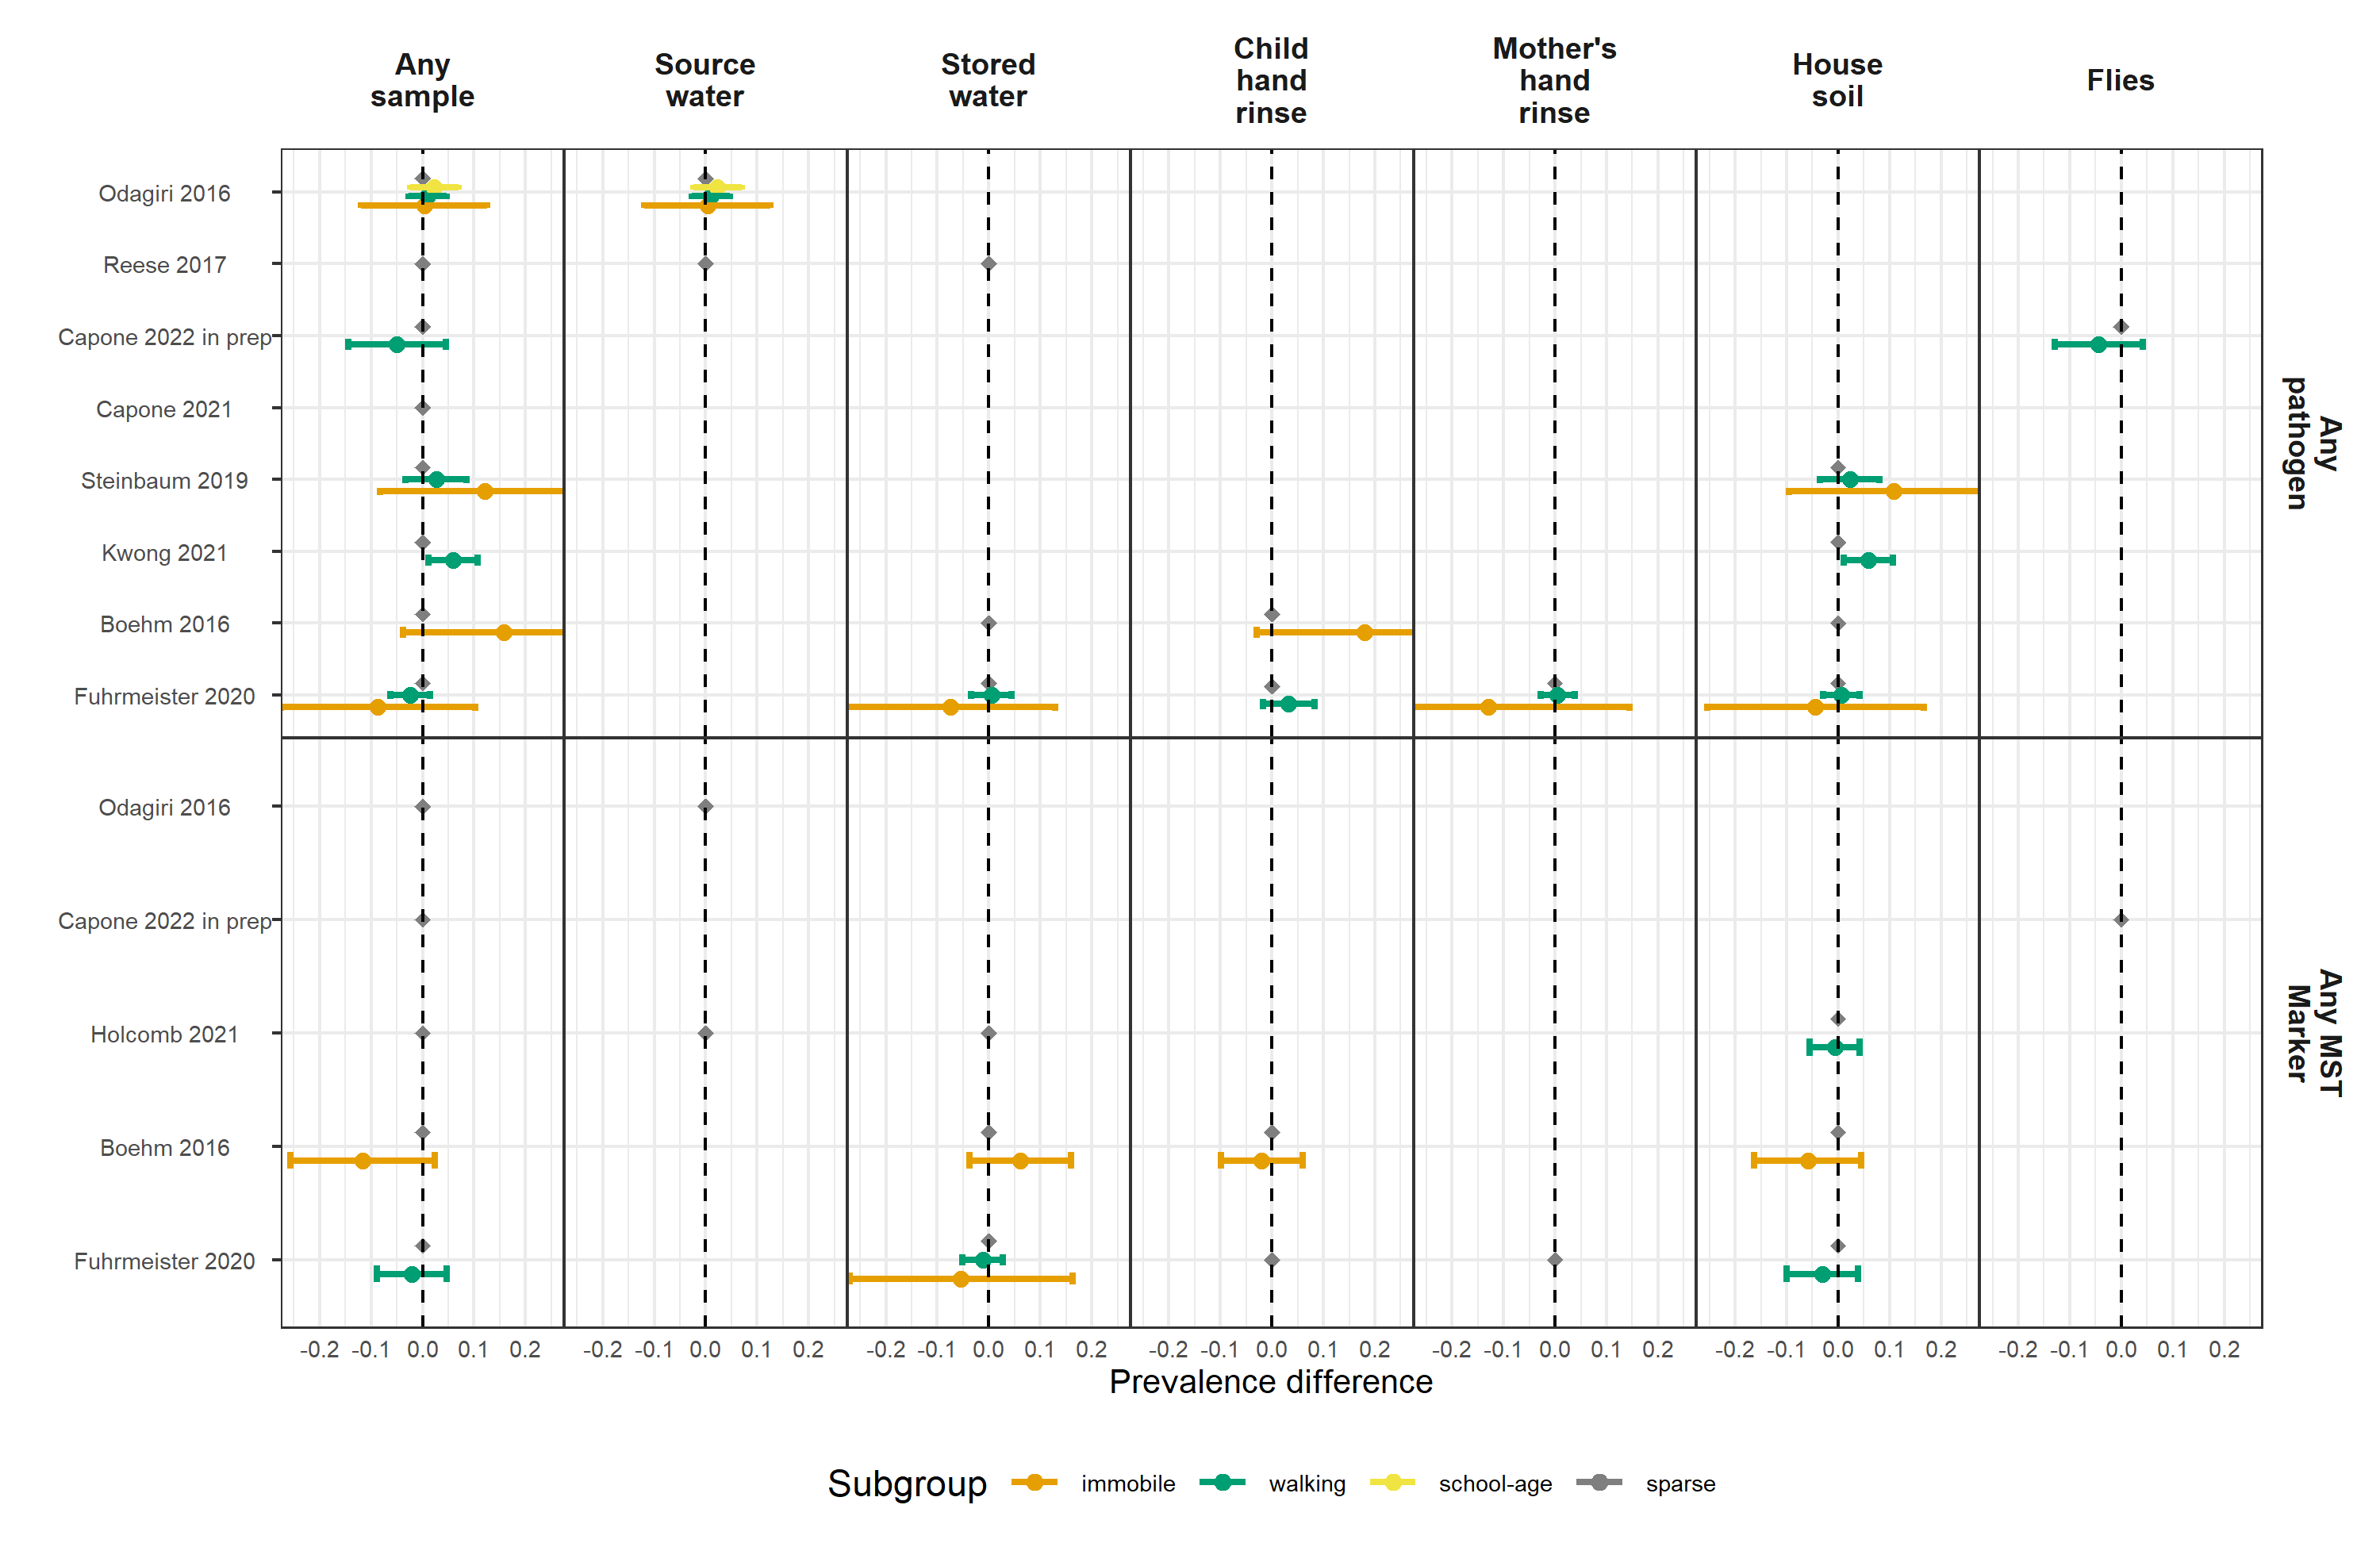 Any
sample
Source
water
Stored
water
Child
hand
rinse
Mother's
hand
rinse
House
soil
Flies
Odagiri 2016
Reese 2017
Capone 2022 in prep
Capone 2021
Steinbaum 2019
Kwong 2021
Boehm 2016
Fuhrmeister 2020
Any
pathogen
Odagiri 2016
Capone 2022 in prep
Holcomb 2021
Boehm 2016
Fuhrmeister 2020
Any MST
Marker
-0.2 -0.1 0.0 0.1 0.2 -0.2 -0.1 0.0 0.1 0.2 -0.2 -0.1 0.0 0.1 0.2 -0.2 -0.1 0.0 0.1 0.2 -0.2 -0.1 0.0 0.1 0.2 -0.2 -0.1 0.0 0.1 0.2 -0.2 -0.1 0.0 0.1 0.2
Prevalence difference
Subgroup immobile walking school-age sparse